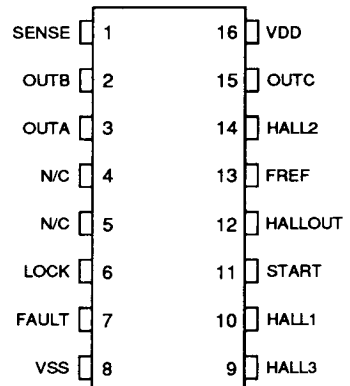 SENSE 1 16 VDD
OUTB 2 15 OUTC
OUTA 3 14 HALL2
N/C 4 13 FREF
N/C 5 12 HALLOUT
LOCK 6 11 START
FAULT 7 10 HALL1
VSS 8 9 HALL3